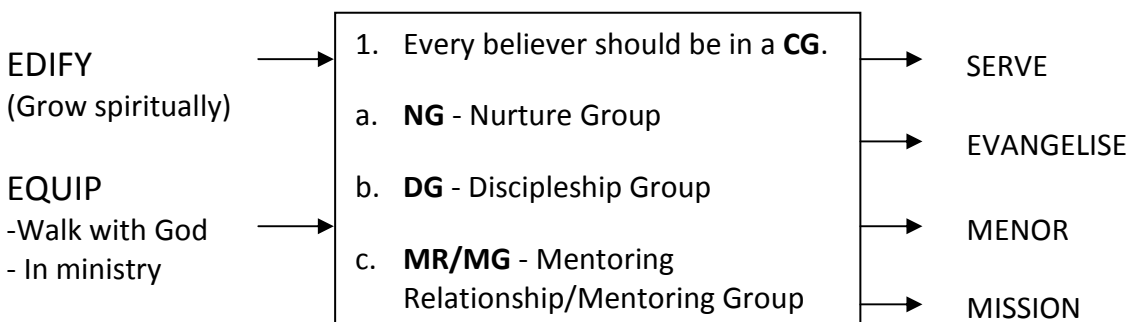 EDIFY
(Grow spiritually)
EQUIP
-Walk with God
- In ministry
1. Every believer should be in a CG.
a. NG - Nurture Group
b. DG - Discipleship Group
c. MR/MG - Mentoring
Relationship/Mentoring Group
SERVE
EVANGELISE
MENOR
MISSION